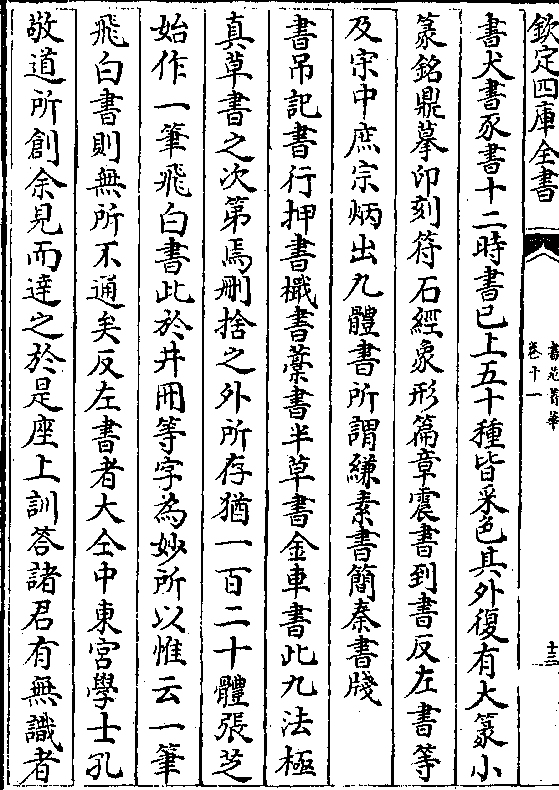 欽定四庫全書
書苑菁華
卷十一
十三
書犬書豕書十二時書已上五十種皆采色其外復有大篆小
篆銘鼎摹印刻符石經象形篇章震書到書反左書等
及宋中庶宗炳出九體書所謂縑素書簡奏書牋
書吊記書行押書檝書藁書半草書金車書此九法極
真草書之次第焉刪捨之外所存猶一百二十體張芝
始作一筆飛白書此於井冊等字為妙所以惟云一筆
飛白書則無所不通矣反左書者大仝中東宮學士孔
敬道所創余見而達之於是座上訓答諸君有無識者